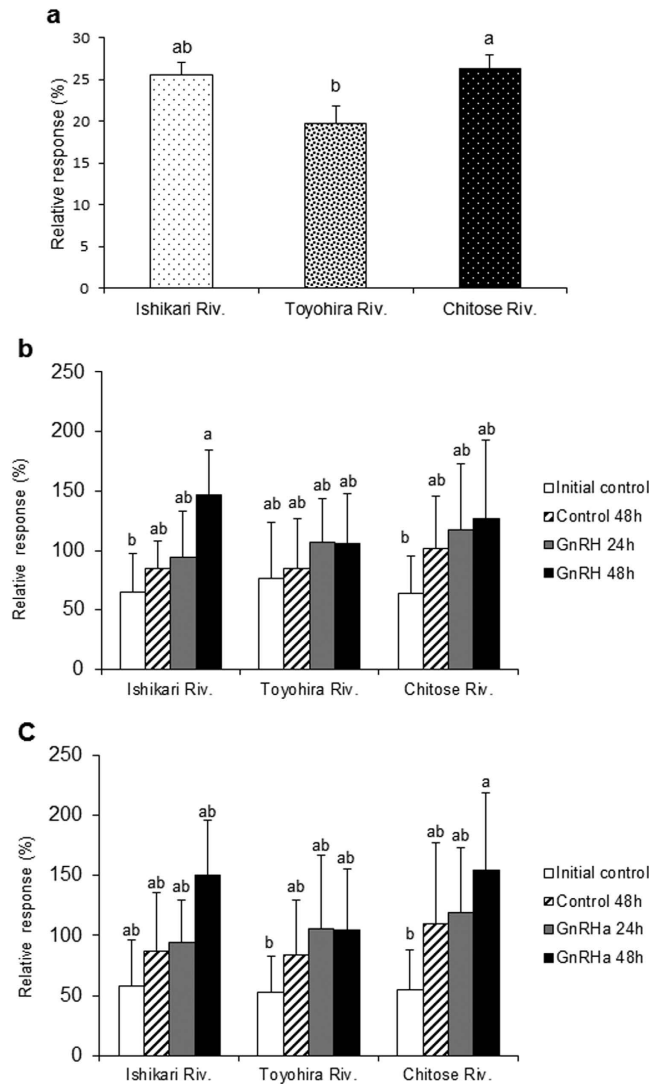 a
30
25
20
15
10
5
0
Relative response (%)
ab
b
a
Ishikari Riv.
Toyohira Riv.
Chitose Riv.
b
250
200
150
100
50
0
Relative response (%)
b
ab
ab
a
ab
ab
ab
ab
b
ab
ab
ab
Ishikari Riv.
Toyohira Riv.
Chitose Riv.
Initial control
Control 48h
GnRH 24h
GnRH 48h
C
250
200
150
100
50
0
Relative response (%)
ab
ab
ab
ab
b
ab
ab
ab
b
ab
ab
a
Ishikari Riv.
Toyohira Riv.
Chitose Riv.
Initial control
Control 48h
GnRHa 24h
GnRHa 48h